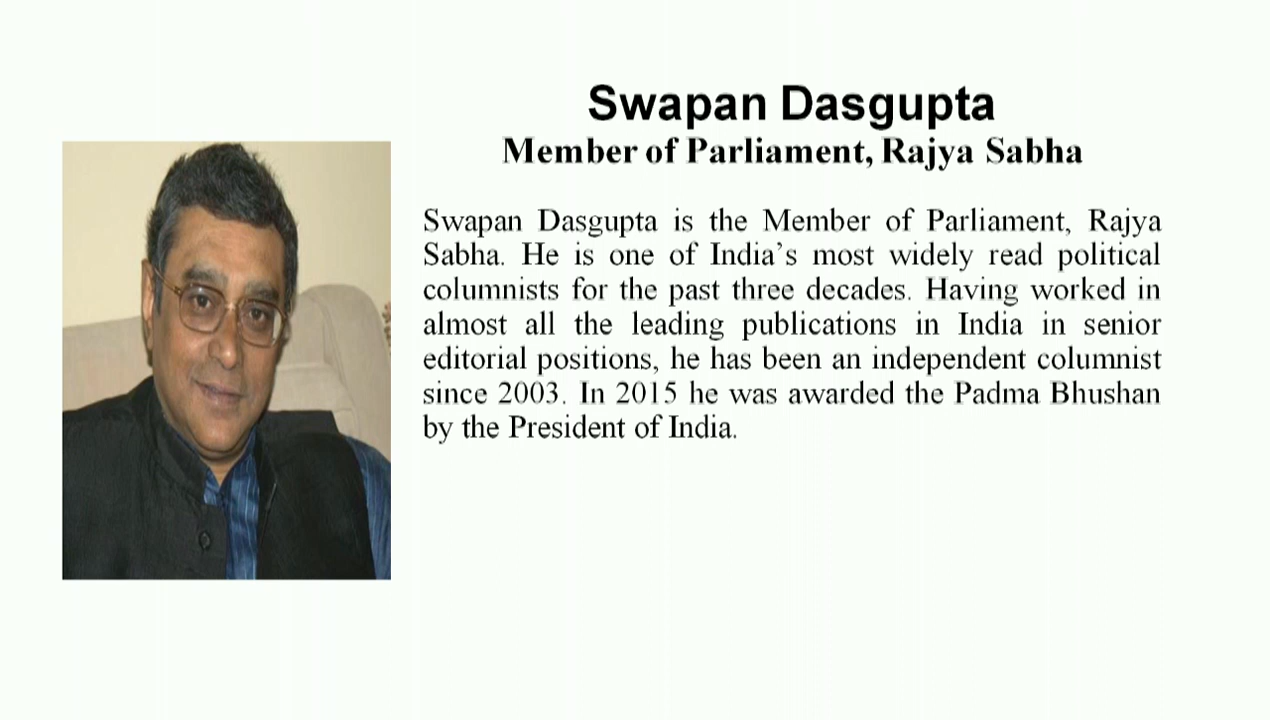 Swapan Dasgupta
Member of Parliament, Rajya Sabha
Swapan Dasgupta is the Member of Parliament, Rajya
Sabha. He is one of India’s most widely read political
columnists for the past three decades. Having worked in
almost all the leading publications in India in senior
editorial positions, he has been an independent columnist
since 2003. In 2015 he was awarded the Padma Bhushan
by the President of India.